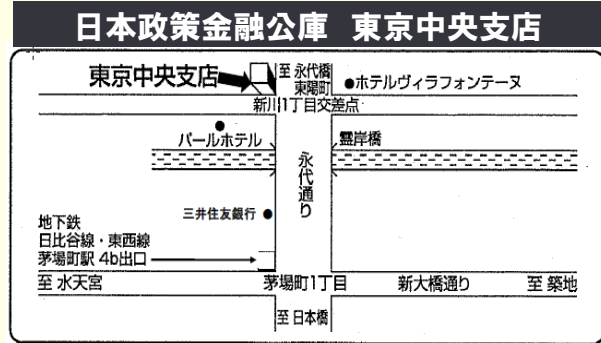 日本政策金融公庫 東京中央支店
東京中央支店
至 永代橋
東陽町
●ホテルヴィラフォンテーヌ
新川1丁目交差点
パールホテル
霊岸橋
永代通り
三井住友銀行 ●
地下鉄
日比谷線・東西線
茅場町駅 4b出口
至 水天宮
茅場町1丁目
新大橋通り
至 築地
至 日本橋